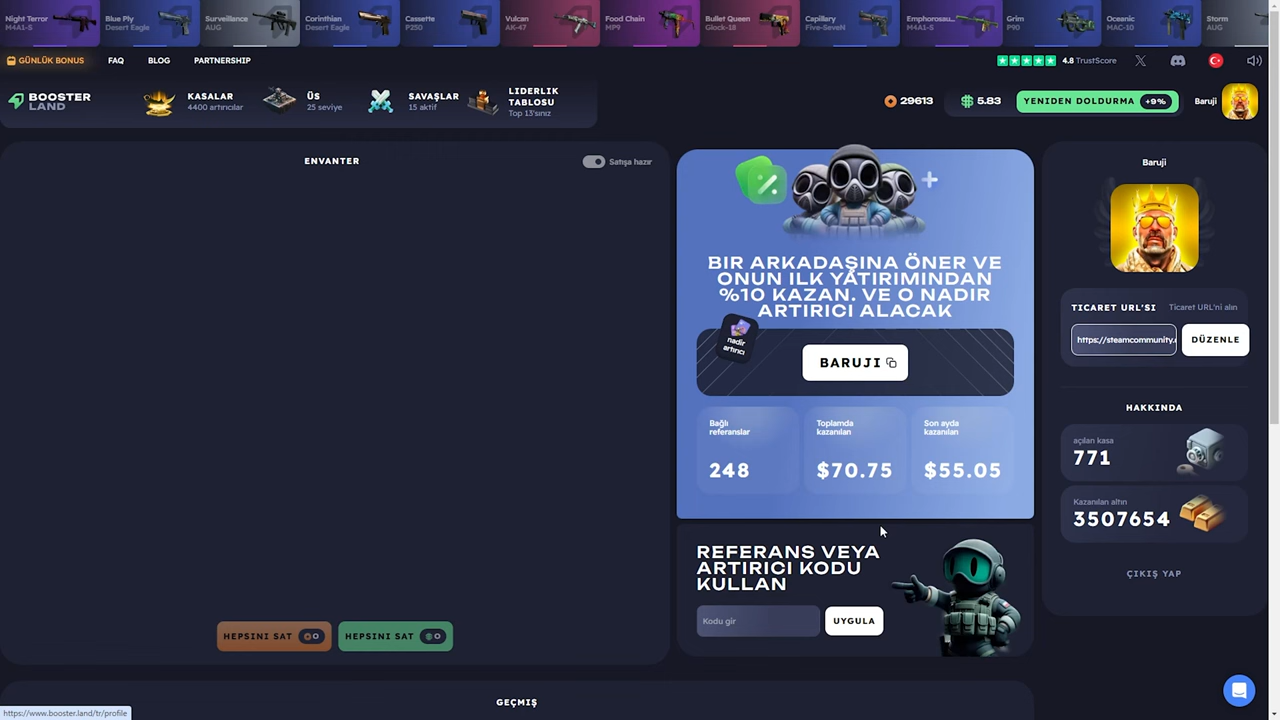 Night Terror
M4A1-S
Blue Ply
Desert Eagle
Surveillance
AUG
Corinthian
Desert Eagle
Cassette
P250
Vulcan
AK-47
Food Chain
MP9
Bullet Queen
Glock-18
Capillary
Five-SeveN
Emphorosau...
M4A1-S
Grim
P90
Oceanic
MAC-10
Storm
AUG
GÜNLÜK BONUS
FAQ
BLOG
PARTNERSHIP
4.8 TrustScore
BOOSTER
LAND
KASALAR
4400 artırıcılar
ÜS
25 seviye
SAVAŞLAR
15 aktif
LIDERLIK
TABLOSU
Top 13'sınız
29613
5.83
YENIDEN DOLDURMA +9%
Baruji
ENVANTER
Satışa hazır
HEPSINI SAT 0
HEPSINI SAT 0
BIR ARKADAŞINA ÖNER VE
ONUN ILK YATIRIMINDAN
%10 KAZAN. VE O NADIR
ARTIRICI ALACAK
nadir
artırıcı
BARUJI
Bağlı
referanslar
248
Toplamda
kazanılan
$70.75
Son ayda
kazanılan
$55.05
REFERANS VEYA
ARTIRICI KODU
KULLAN
Kodu gir
UYGULA
Baruji
TICARET URL'SI
Ticaret URL'ni alın
https://steamcommunity.c
DÜZENLE
HAKKINDA
açılan kasa
771
Kazanılan altın
3507654
ÇIKIŞ YAP
GEÇMIŞ
https://www.booster.land/tr/profile